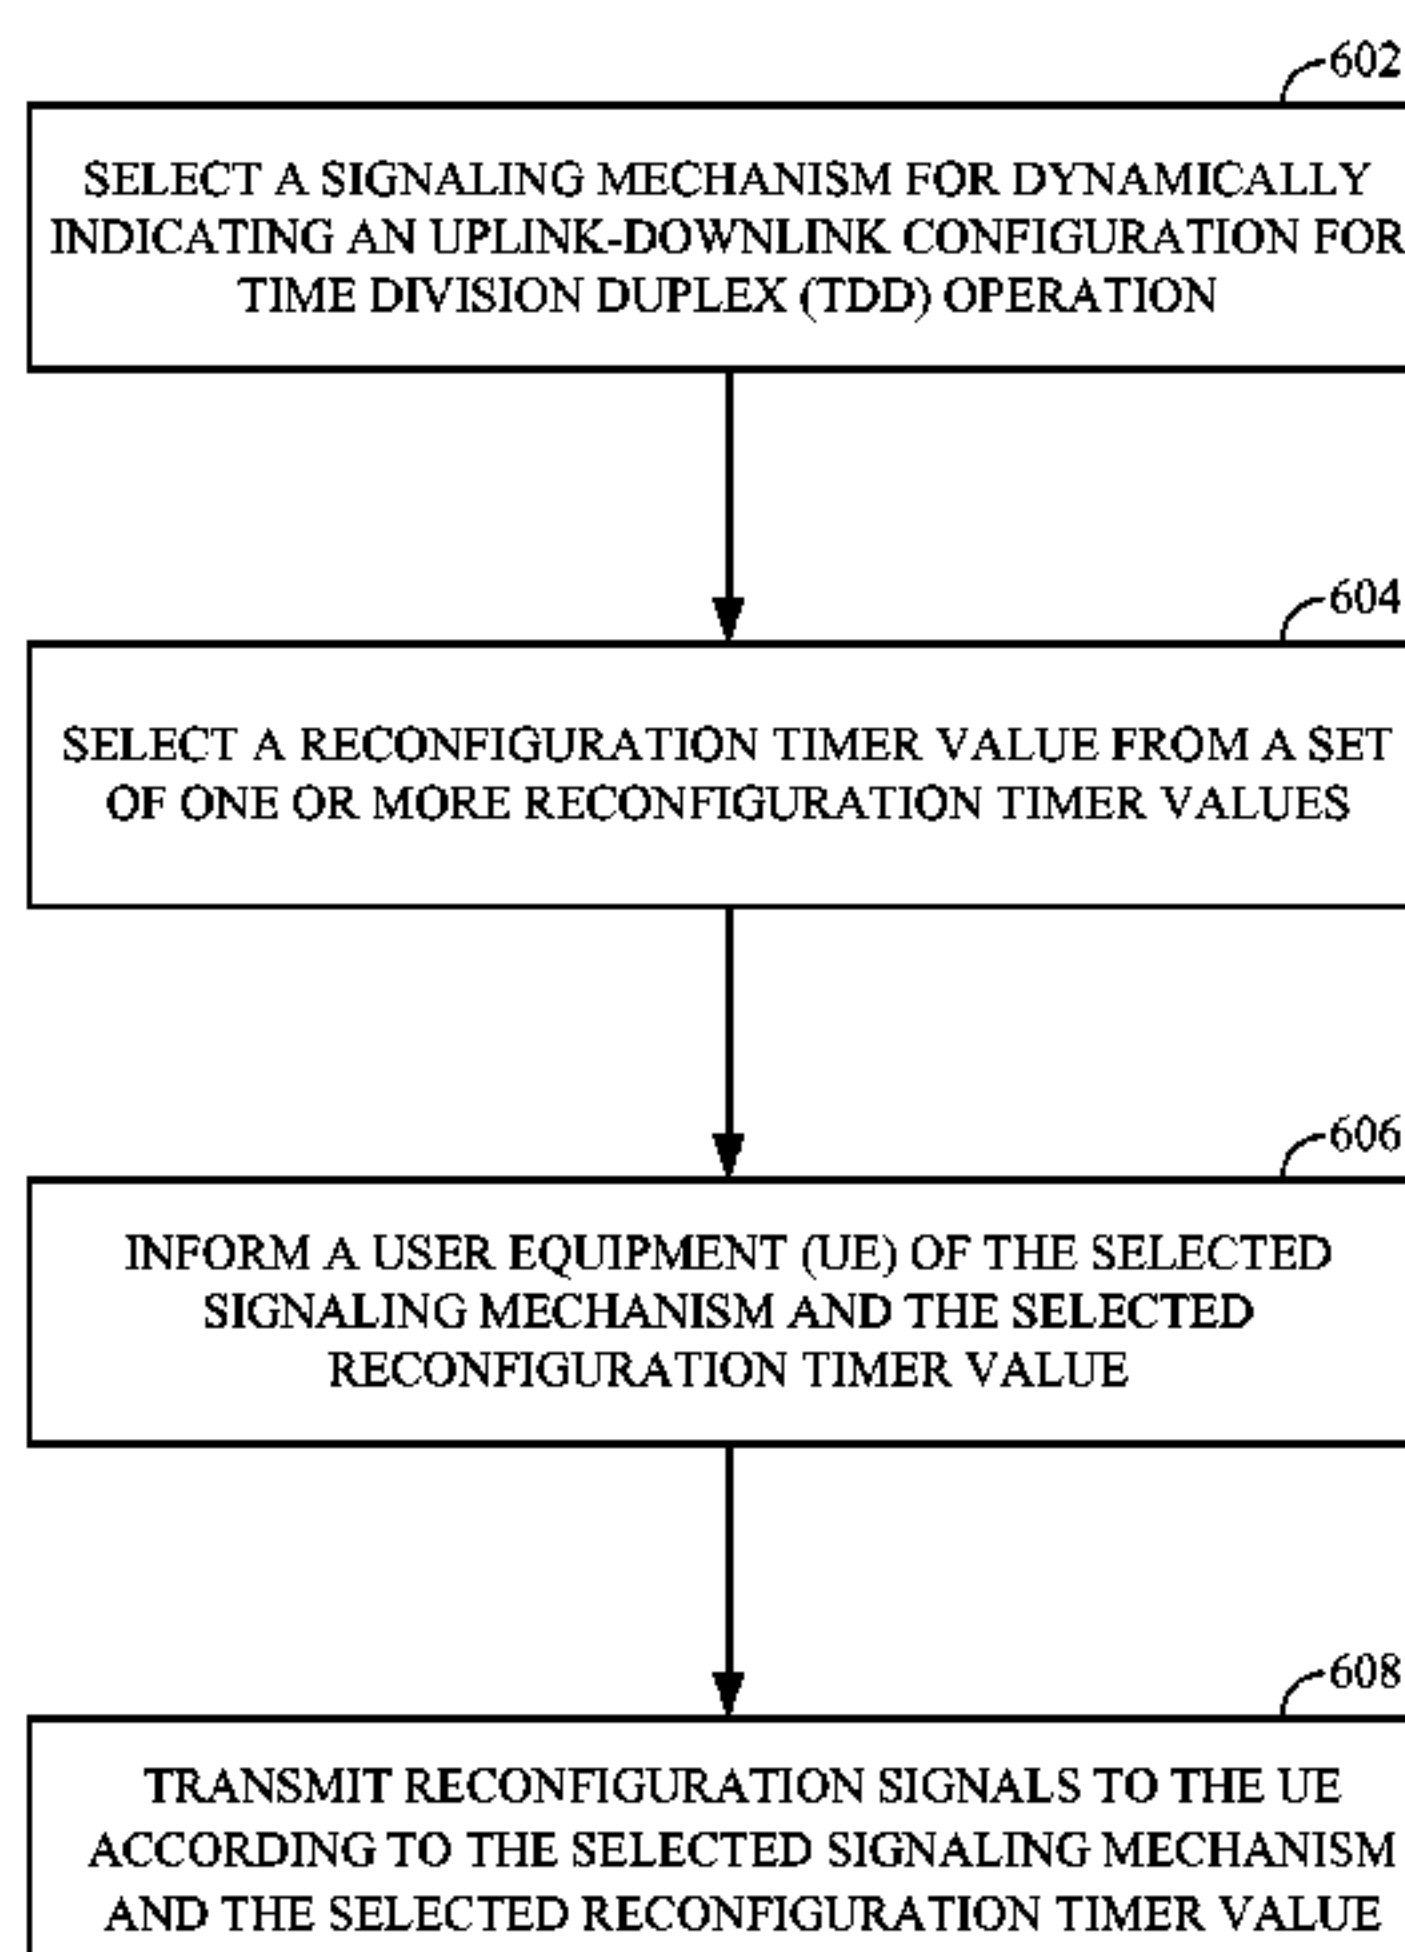 602
SELECT A SIGNALING MECHANISM FOR DYNAMICALLY
INDICATING AN UPLINK-DOWNLINK CONFIGURATION FOR
TIME DIVISION DUPLEX (TDD) OPERATION
604
SELECT A RECONFIGURATION TIMER VALUE FROM A SET
OF ONE OR MORE RECONFIGURATION TIMER VALUES
606
INFORM A USER EQUIPMENT (UE) OF THE SELECTED
SIGNALING MECHANISM AND THE SELECTED
RECONFIGURATION TIMER VALUE
608
TRANSMIT RECONFIGURATION SIGNALS TO THE UE
ACCORDING TO THE SELECTED SIGNALING MECHANISM
AND THE SELECTED RECONFIGURATION TIMER VALUE